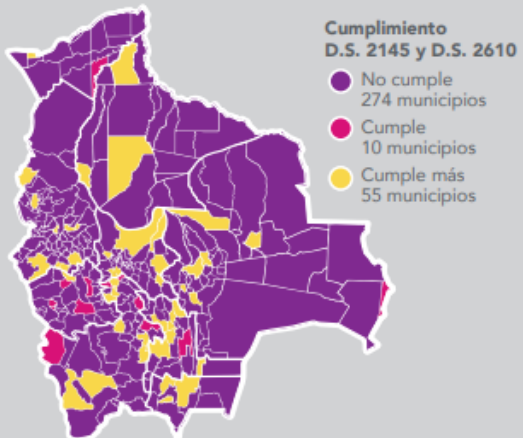 Cumplimiento
D.S. 2145 y D.S. 2610
No cumple
274 municipios
Cumple
10 municipios
Cumple más
55 municipios